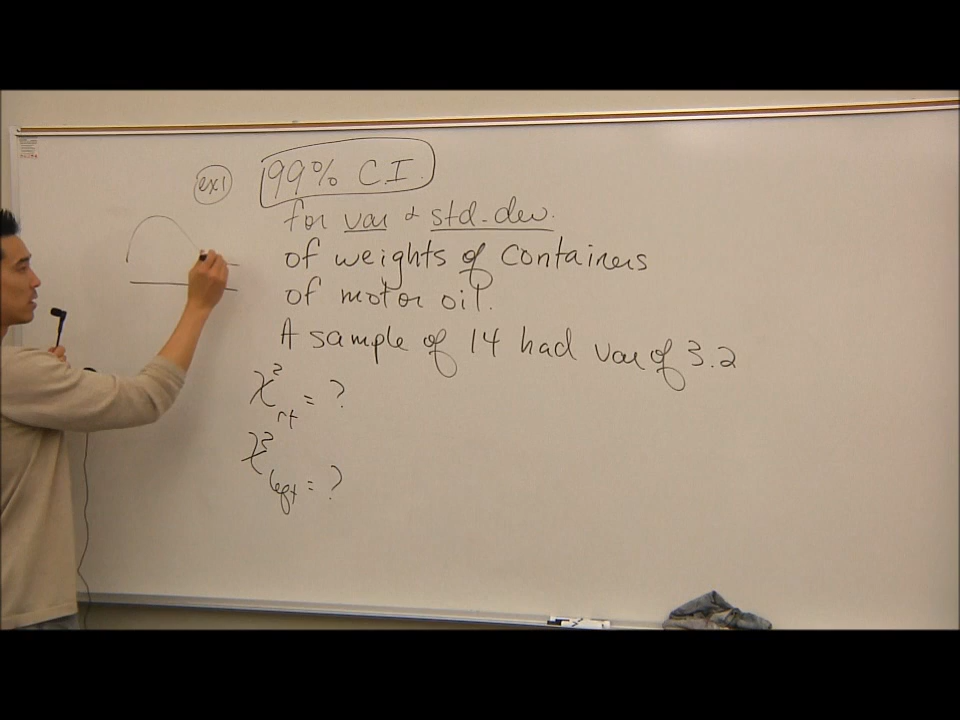 ex1 99% C.I.
for var & std. dev.
of weights of containers
of motor oil.
A sample of 14 had var of 3.2
χ²rt = ?
χ²left = ?